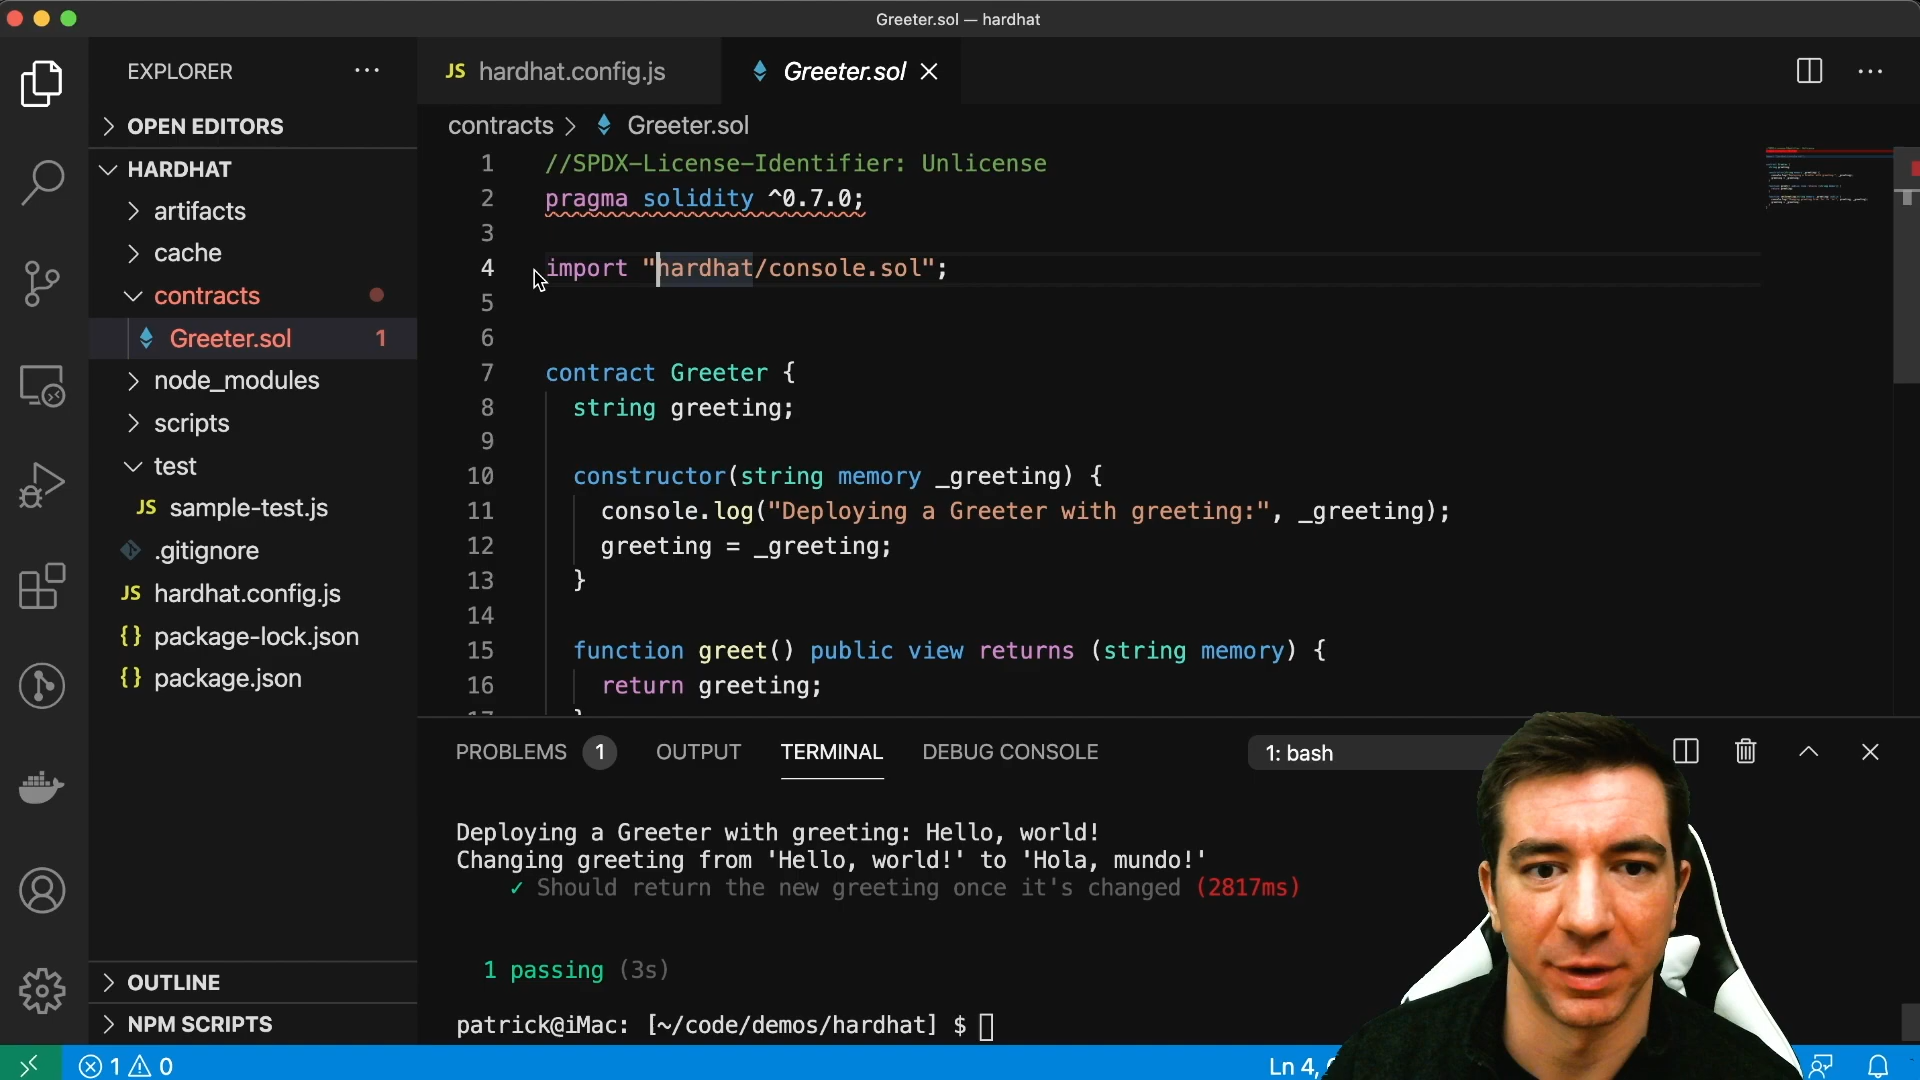 Greeter.sol — hardhat
EXPLORER
OPEN EDITORS
HARDHAT
artifacts
cache
contracts
Greeter.sol 1
node_modules
scripts
test
JS sample-test.js
.gitignore
JS hardhat.config.js
{} package-lock.json
{} package.json
OUTLINE
NPM SCRIPTS
JS hardhat.config.js
Greeter.sol
contracts > Greeter.sol
1 //SPDX-License-Identifier: Unlicense
2 pragma solidity ^0.7.0;
3
4 import "hardhat/console.sol";
5
6
7 contract Greeter {
8 string greeting;
9
10 constructor(string memory _greeting) {
11 console.log("Deploying a Greeter with greeting:", _greeting);
12 greeting = _greeting;
13 }
14
15 function greet() public view returns (string memory) {
16 return greeting;
PROBLEMS 1 OUTPUT TERMINAL DEBUG CONSOLE 1: bash
Deploying a Greeter with greeting: Hello, world!
Changing greeting from 'Hello, world!' to 'Hola, mundo!'
✓ Should return the new greeting once it's changed (2817ms)
1 passing (3s)
patrick@iMac: [~/code/demos/hardhat] $
1 0
Ln 4,